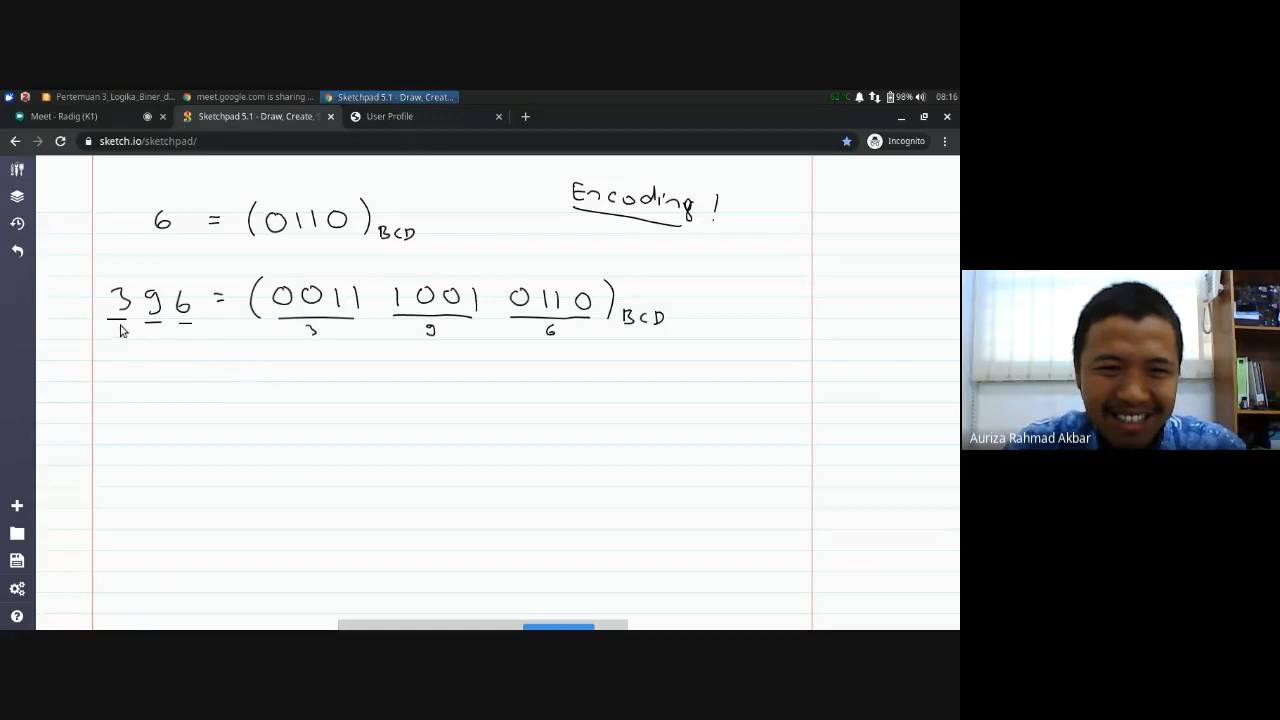 Pertemuan 3_Logika_Biner_d...
meet.google.com is sharing ...
Sketchpad 5.1 - Draw, Creat...
62°C
98%
08:16
Meet - Radig (K1)
Sketchpad 5.1 - Draw, Create, S
User Profile
sketch.io/sketchpad/
Incognito
Encoding !
6 = (0110)BCD
396 = (0011 1001 0110)BCD
3 9 6
Auriza Rahmad Akbar